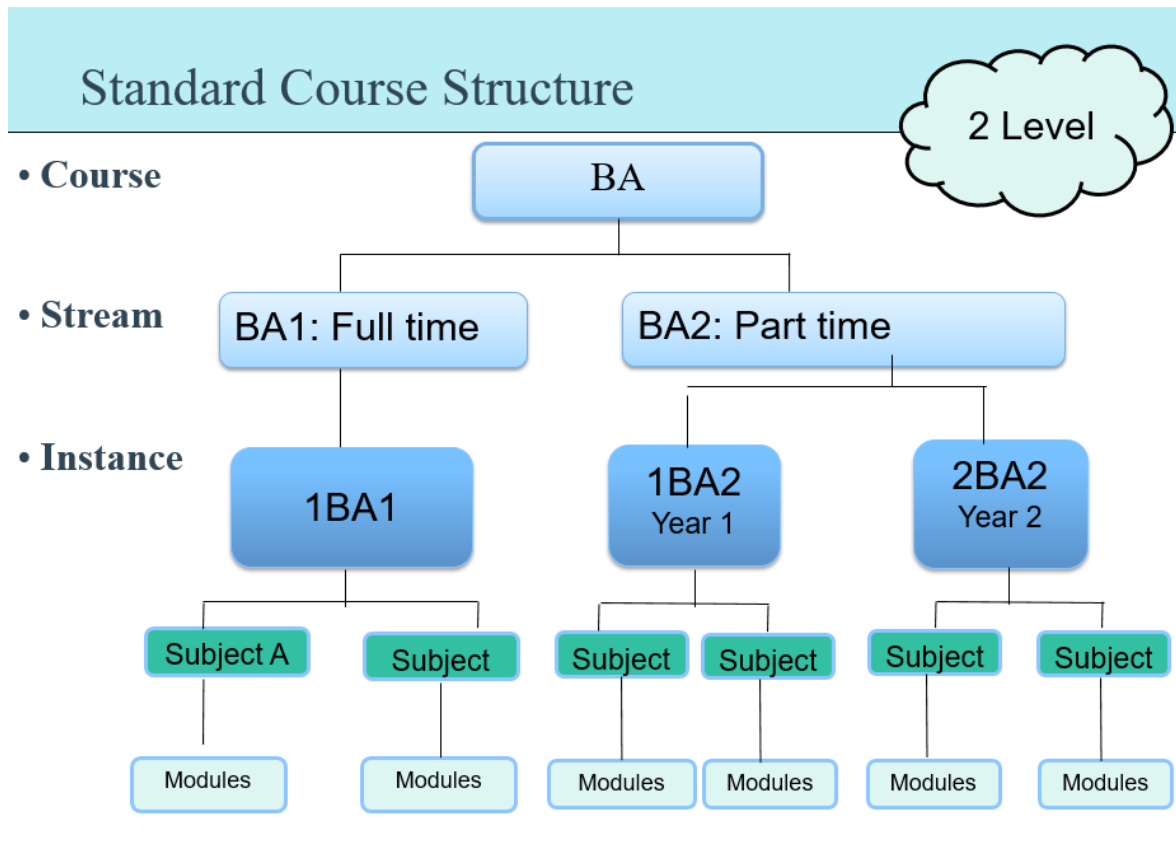 Standard Course Structure
2 Level
• Course
BA
• Stream
BA1: Full time
BA2: Part time
• Instance
1BA1
1BA2
Year 1
2BA2
Year 2
Subject A
Subject
Subject
Subject
Subject
Subject
Modules
Modules
Modules
Modules
Modules
Modules